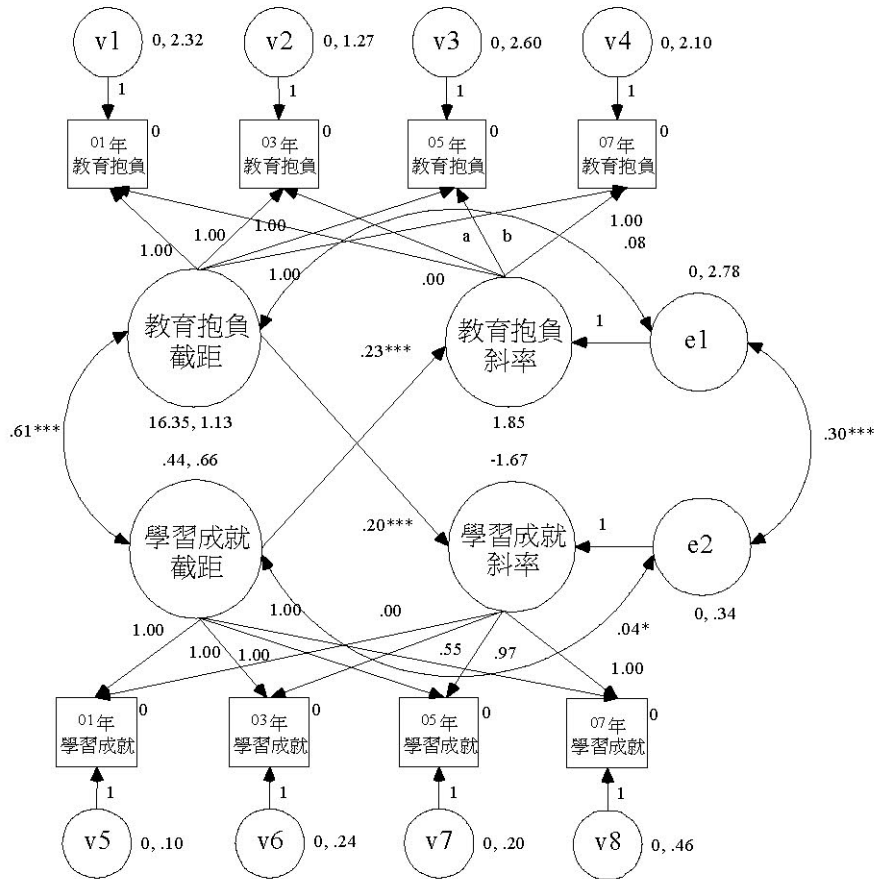 v1 0, 2.32 v2 0, 1.27 v3 0, 2.60 v4 0, 2.10
1 1 1 1
0 0 0 0
01年 03年 05年 07年
教育抱負 教育抱負 教育抱負 教育抱負
1.00 1.00 1.00 a b 1.00
1.00 .00 .08
0, 2.78
教育抱負
截距
教育抱負
斜率
1
e1
.23***
16.35, 1.13 1.85
.61*** .30***
.44, .66 -1.67
.20***
學習成就
截距
學習成就
斜率
1
e2
0, .34
1.00 1.00 .00 .04*
1.00 1.00 .55 .97 1.00
0 0 0 0
01年 03年 05年 07年
學習成就 學習成就 學習成就 學習成就
1 1 1 1
v5 0, .10 v6 0, .24 v7 0, .20 v8 0, .46